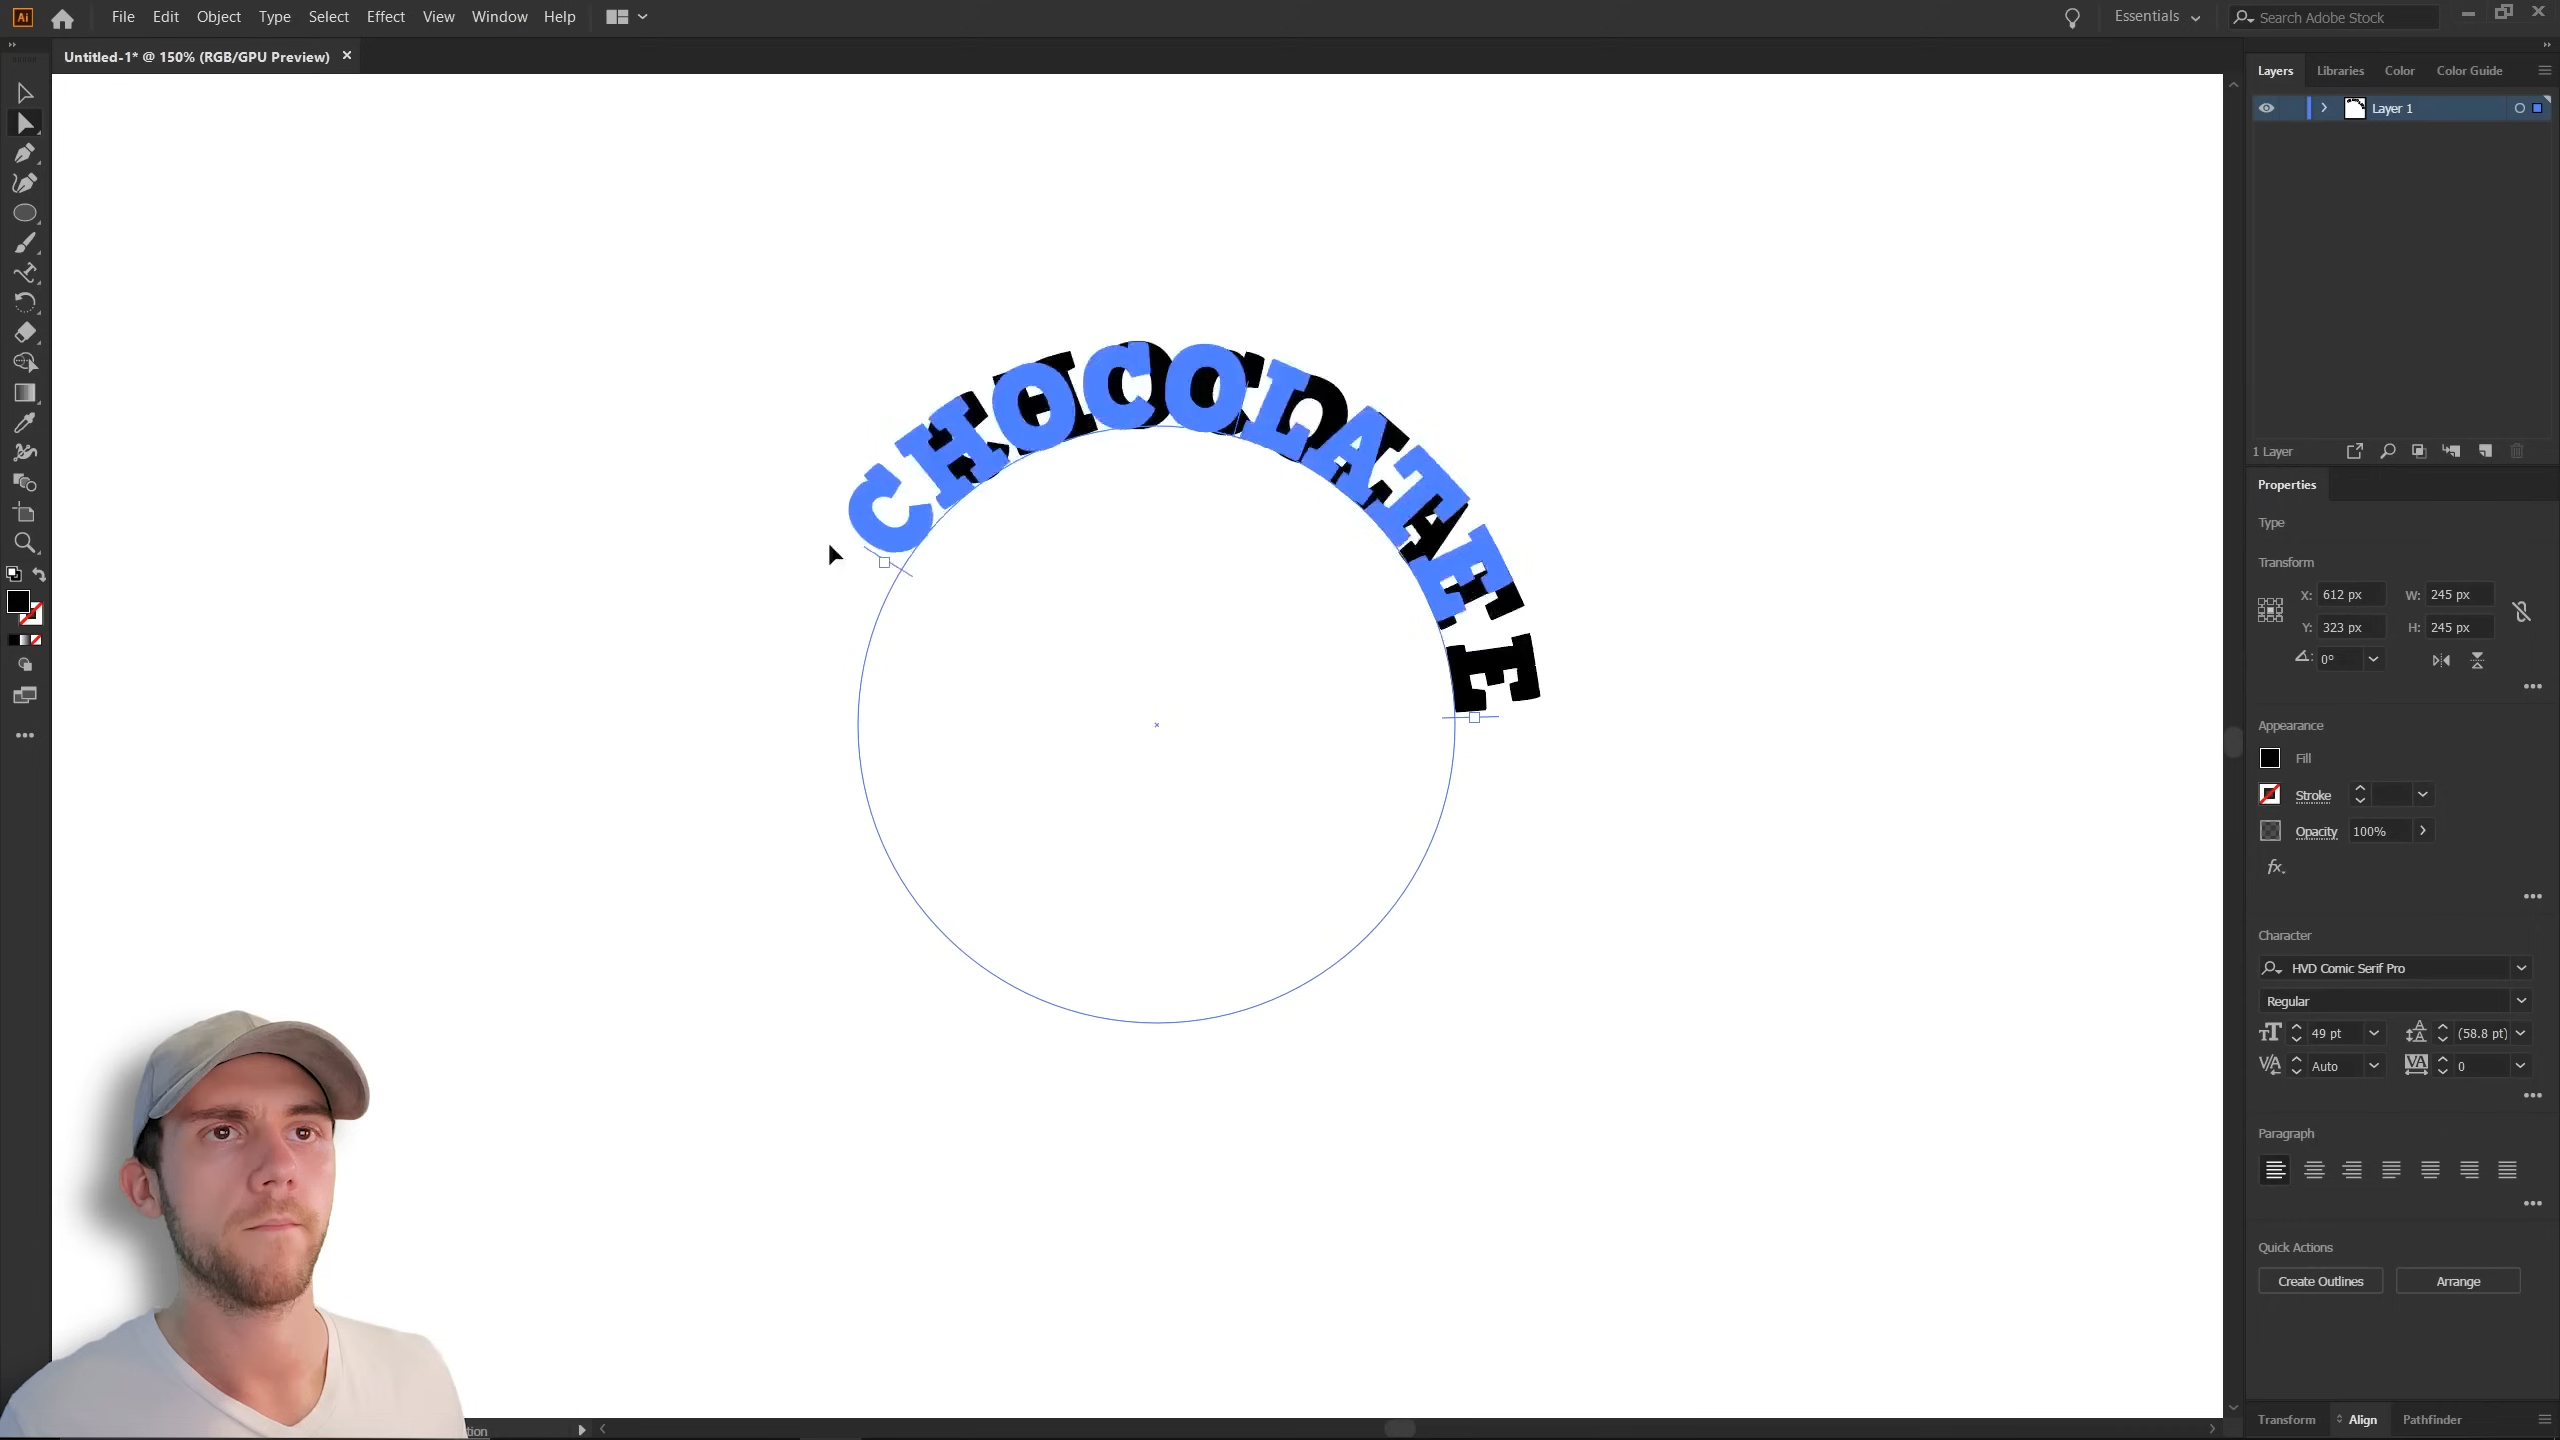 Ai File Edit Object Type Select Effect View Window Help Essentials Search Adobe Stock
Untitled-1* @ 150% (RGB/GPU Preview) ×
Layers Libraries Color Color Guide
Layer 1
1 Layer
CHOCOLATE
Properties
Type
Transform
X: 612 px W: 245 px
Y: 323 px H: 245 px
0°
Appearance
Fill
Stroke
Opacity 100%
fx
Character
HVD Comic Serif Pro
Regular
49 pt (58.8 pt)
Auto 0
Paragraph
Quick Actions
Create Outlines Arrange
Transform Align Pathfinder
tion